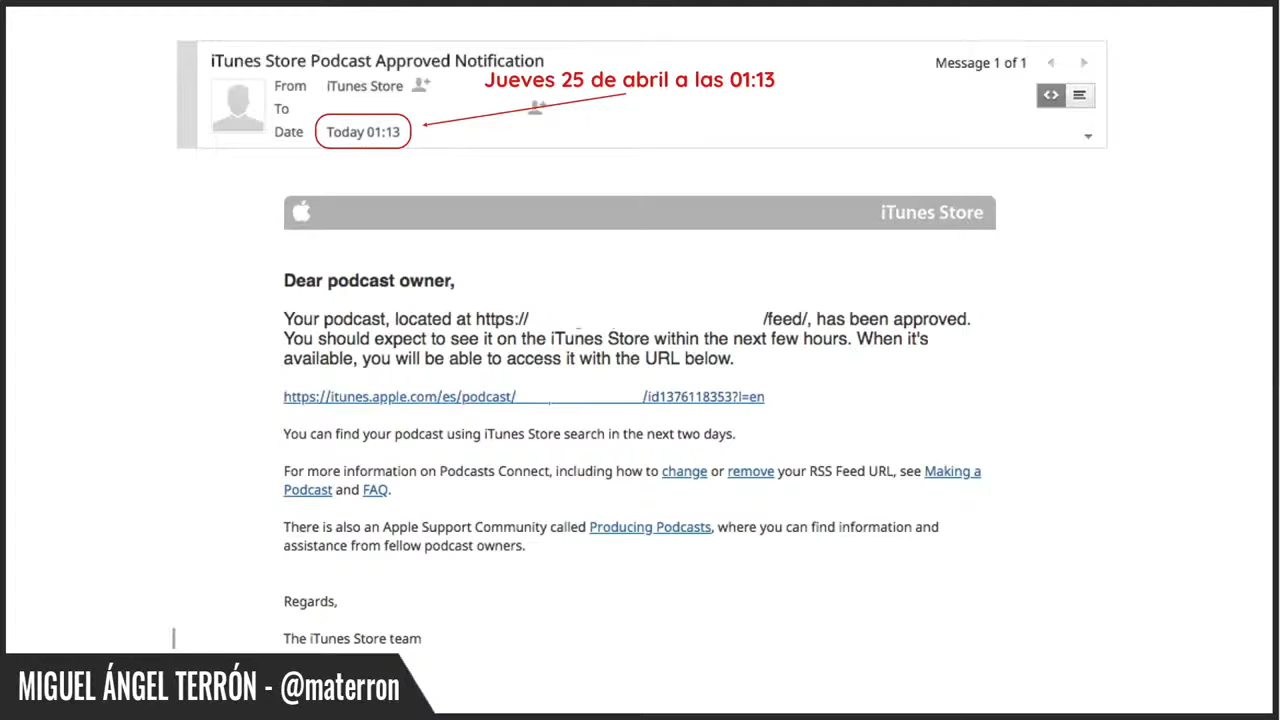 iTunes Store Podcast Approved Notification
Message 1 of 1
Jueves 25 de abril a las 01:13
From iTunes Store
To
Date Today 01:13
iTunes Store
Dear podcast owner,
Your podcast, located at https:// /feed/, has been approved.
You should expect to see it on the iTunes Store within the next few hours. When it's
available, you will be able to access it with the URL below.
https://itunes.apple.com/es/podcast/ /id1376118353?l=en
You can find your podcast using iTunes Store search in the next two days.
For more information on Podcasts Connect, including how to change or remove your RSS Feed URL, see Making a
Podcast and FAQ.
There is also an Apple Support Community called Producing Podcasts, where you can find information and
assistance from fellow podcast owners.
Regards,
The iTunes Store team
MIGUEL ÁNGEL TERRÓN - @materron